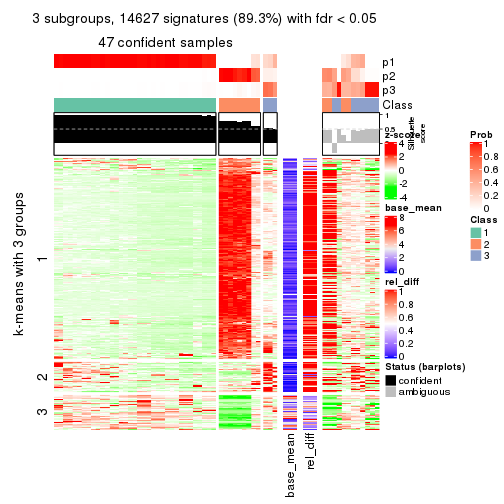 3 subgroups, 14627 signatures (89.3%) with fdr < 0.05
47 confident samples
p1
p2
p3
Class
1
0.5
0
Silhouette
score
k-means with 3 groups
1
2
3
base_mean
rel_diff
z-score
4
2
0
-2
-4
base_mean
8
6
4
2
0
rel_diff
1
0.8
0.6
0.4
0.2
0
Status (barplots)
confident
ambiguous
Prob
1
0.8
0.6
0.4
0.2
0
Class
1
2
3